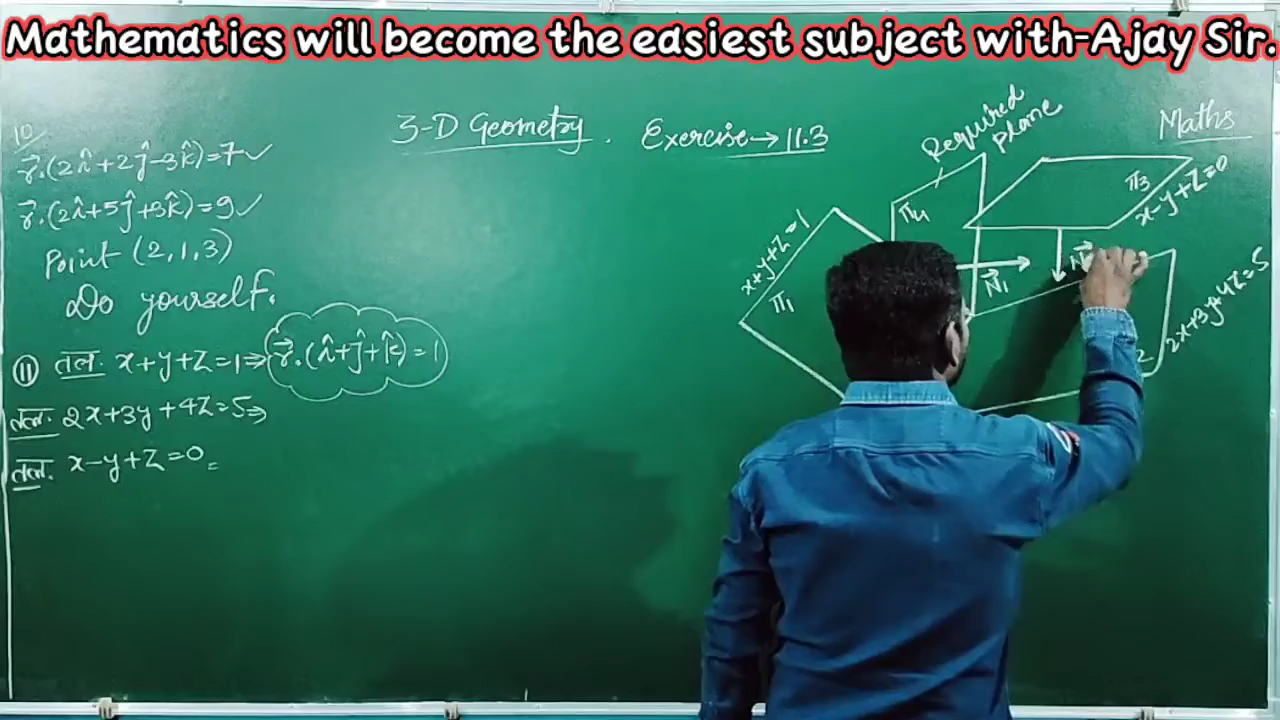 Mathematics will become the easiest subject with-Ajay Sir.
3-D Geometry. Exercise→11.3
Maths
10
r⃗.(2î+2ĵ-3k̂)=7✓
r⃗.(2î+5ĵ+3k̂)=9✓
Point (2,1,3)
Do yourself.
⑪ तल. x+y+z=1⇒ r⃗.(î+ĵ+k̂)=1
तल. 2x+3y+4z=5⇒
तल. x-y+z=0 =
Required
Plane
π4
π3
x-y+z=0
x+y+z=1
π1
N⃗1
N⃗
2x+3y+4z=5
2